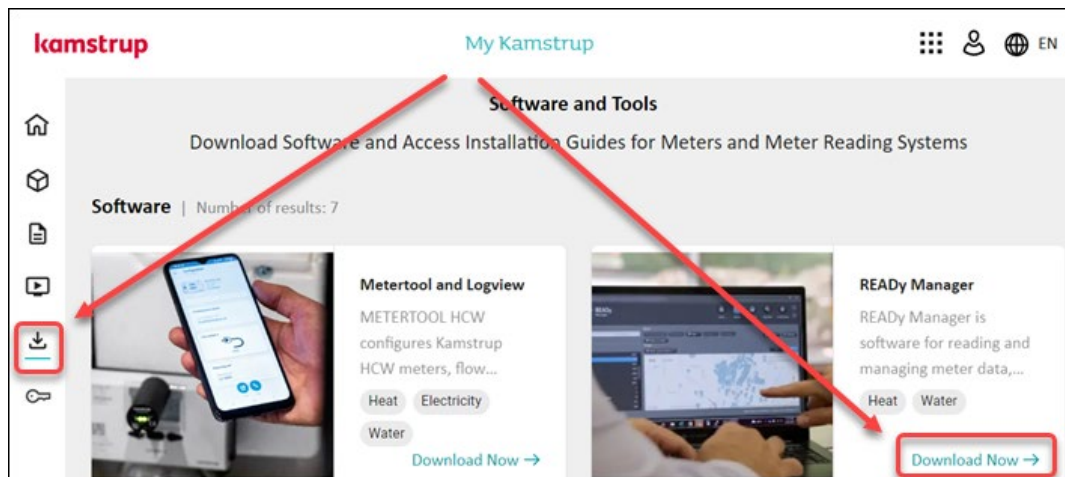 kamstrup
My Kamstrup
EN
Software and Tools
Download Software and Access Installation Guides for Meters and Meter Reading Systems
Software | Number of results: 7
Metertool and Logview
METERTOOL HCW
configures Kamstrup
HCW meters, flow...
Heat Electricity
Water
Download Now →
READy Manager
READy Manager is
software for reading and
managing meter data,...
Heat Water
Download Now →